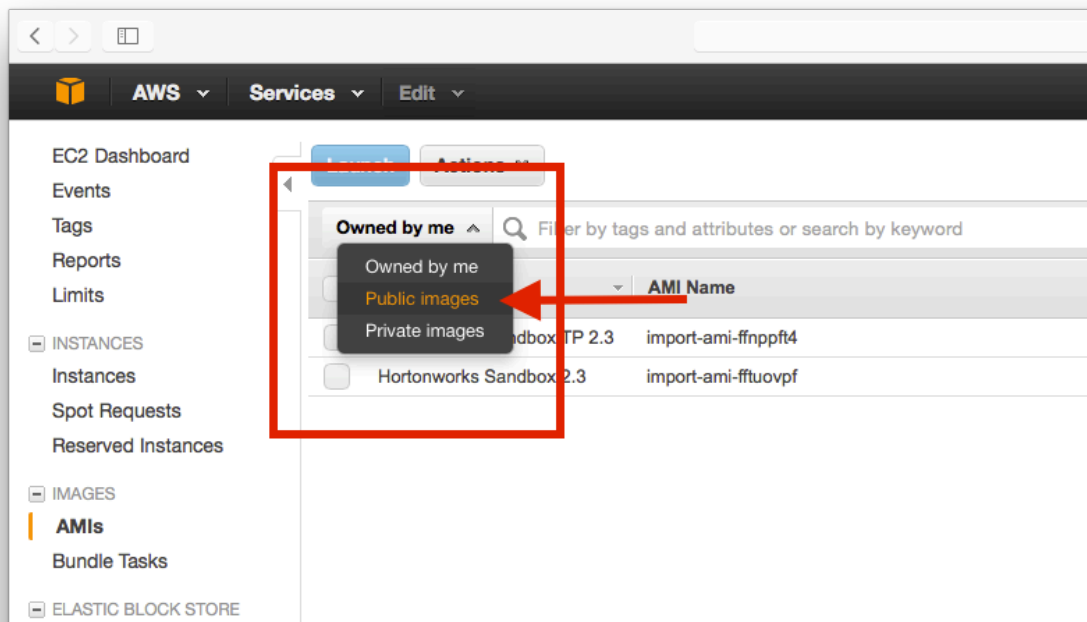 AWS Services Edit
EC2 Dashboard
Events
Tags
Reports
Limits
INSTANCES
Instances
Spot Requests
Reserved Instances
IMAGES
AMIs
Bundle Tasks
ELASTIC BLOCK STORE
Launch Actions
Owned by me Filter by tags and attributes or search by keyword
Owned by me
Public images
Private images
AMI Name
TP 2.3 import-ami-ffnppft4
Hortonworks Sandbox 2.3 import-ami-fftuovpf